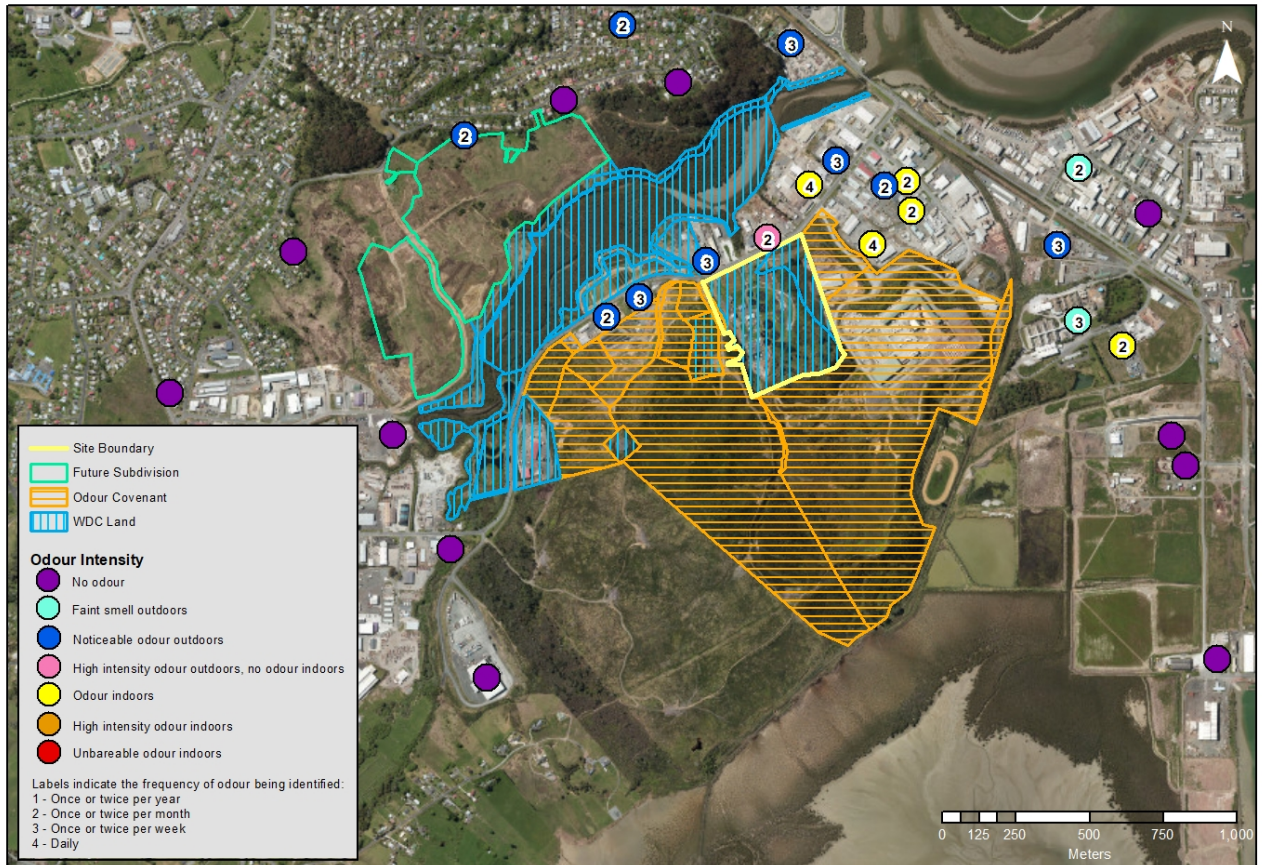 N
2
3
2
2
3
4
2
2
2
2
4
3
3
3
2
3
2
Site Boundary
Future Subdivision
Odour Covenant
WDC Land
Odour Intensity
No odour
Faint smell outdoors
Noticeable odour outdoors
High intensity odour outdoors, no odour indoors
Odour indoors
High intensity odour indoors
Unbareable odour indoors
Labels indicate the frequency of odour being identified:
1 - Once or twice per year
2 - Once or twice per month
3 - Once or twice per week
4 - Daily
0 125 250 500 750 1,000
Meters